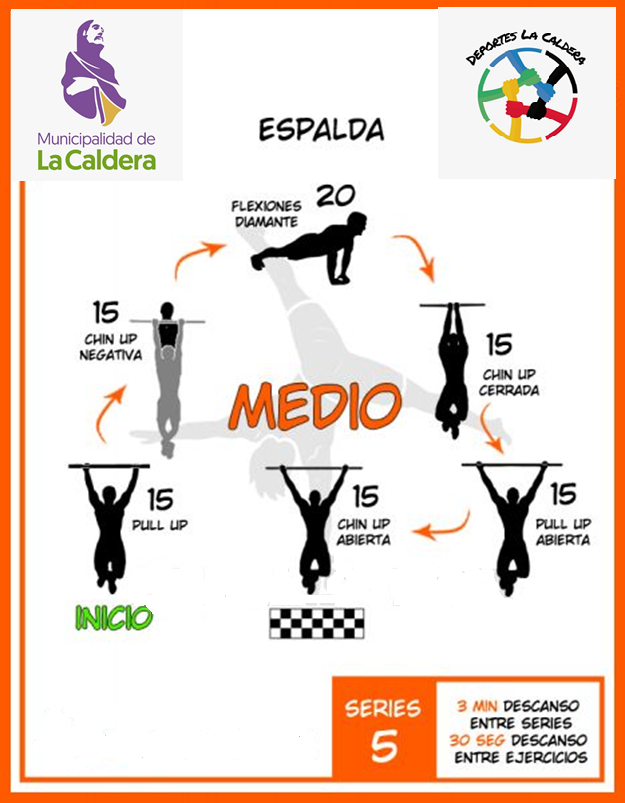 Municipalidad de
La Caldera
DEPORTES LA CALDERA
ESPALDA
FLEXIONES
DIAMANTE
20
15
CHIN UP
NEGATIVA
15
CHIN UP
CERRADA
MEDIO
15
PULL UP
15
CHIN UP
ABIERTA
15
PULL UP
ABIERTA
INICIO
SERIES
5
3 MIN DESCANSO
ENTRE SERIES
30 SEG DESCANSO
ENTRE EJERCICIOS